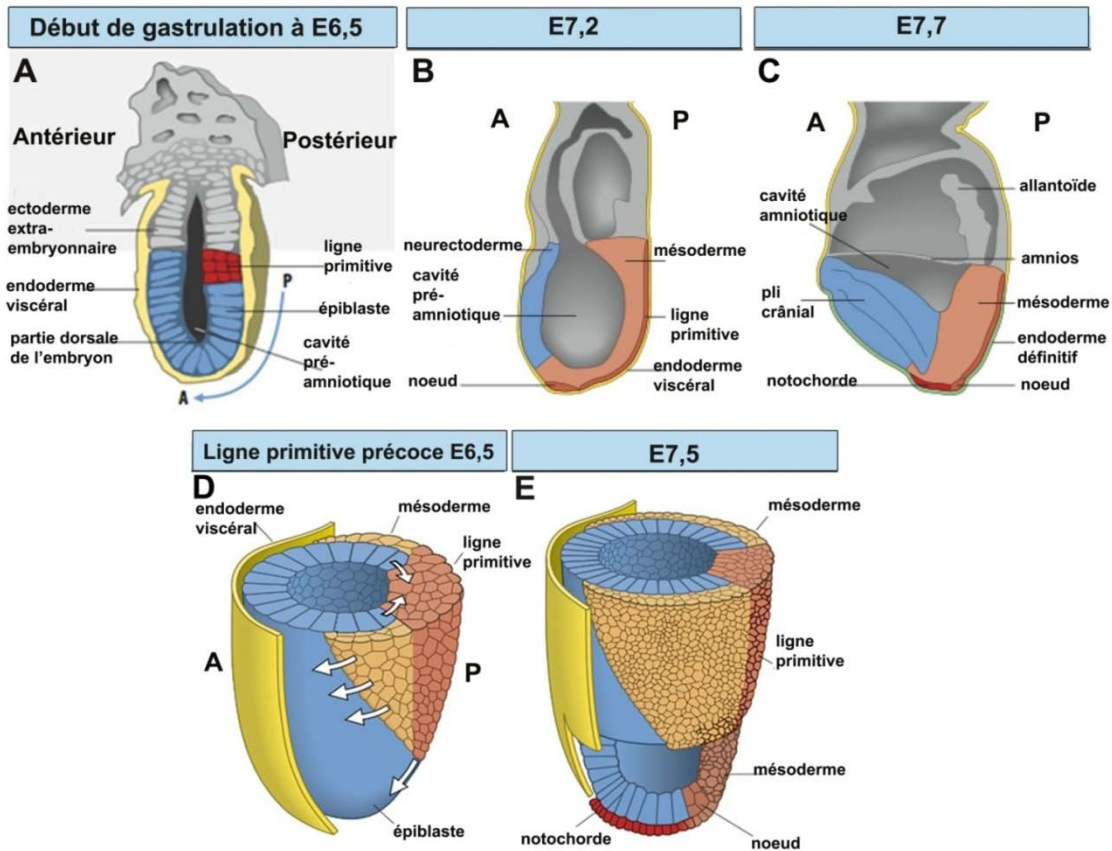 Début de gastrulation à E6,5
E7,2
E7,7
A
Antérieur
Postérieur
ectoderme
extra-
embryonnaire
endoderme
viscéral
partie dorsale
de l'embryon
ligne
primitive
P
épiblaste
cavité
pré-
amniotique
A
B
A
P
neurectoderme
cavité
pré-
amniotique
noeud
mésoderme
ligne
primitive
endoderme
viscéral
C
A
P
cavité
amniotique
pli
crânial
notochorde
allantoïde
amnios
mésoderme
endoderme
définitif
noeud
Ligne primitive précoce E6,5
E7,5
D
endoderme
viscéral
mésoderme
ligne
primitive
A
P
épiblaste
E
mésoderme
ligne
primitive
mésoderme
notochorde
noeud